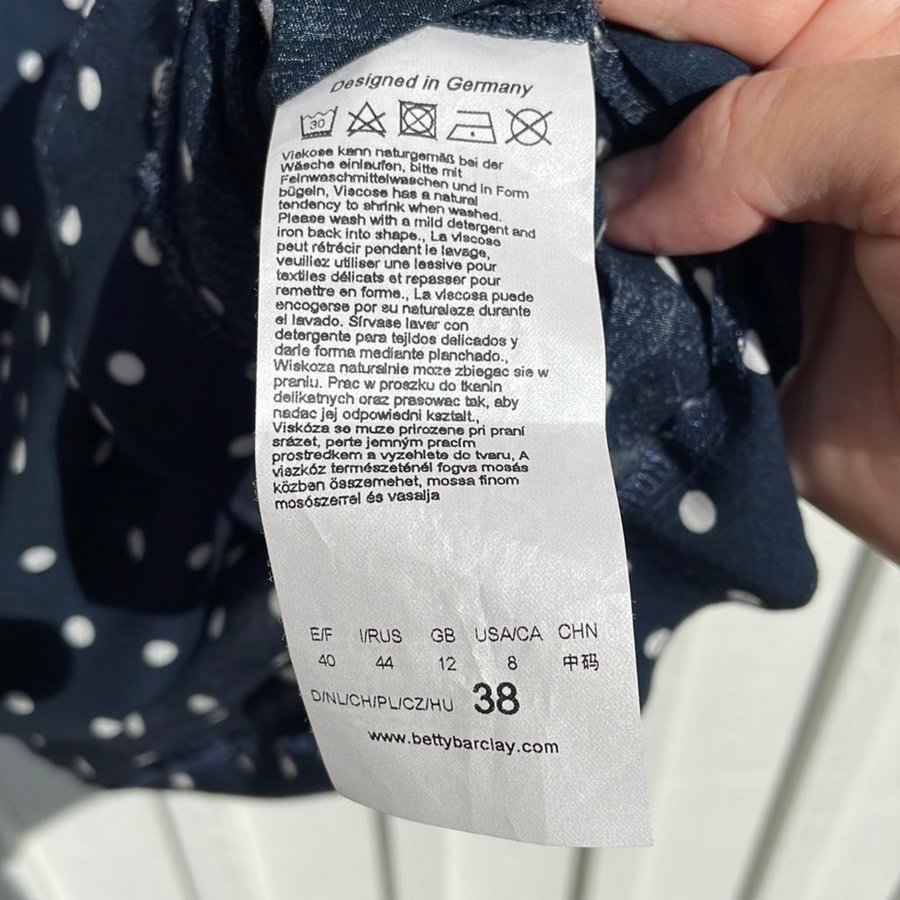 Designed in Germany
30
Viskose kann naturgemäß bei der
Wäsche einlaufen, bitte mit
Feinwaschmittelwaschen und in Form
bügeln, Viscose has a natural
tendency to shrink when washed.
Please wash with a mild detergent and
iron back into shape., La viscose
peut rétrécir pendant le lavage,
veuillez utiliser une lessive pour
textiles délicats et repasser pour
remettre en forme., La viscosa puede
encogerse por su naturaleza durante
el lavado. Sírvase lavar con
detergente para tejidos delicados y
darle forma mediante planchado.,
Wiskoza naturalnie moze zbiegac sie w
praniu. Prac w proszku do tkanin
delikatnych oraz prasowac tak, aby
nadac jej odpowiedni ksztalt.,
Viskóza se muze prirozene pri praní
srázet, perte jemným pracím
prostredkem a vyzehlete do tvaru, A
viszkóz természeténél fogva mosás
közben összemehet, mossa finom
mosószerrel és vasalja
E/F I/RUS GB USA/CA CHN
40 44 12 8 中码
D/NL/CH/PL/CZ/HU 38
www.bettybarclay.com